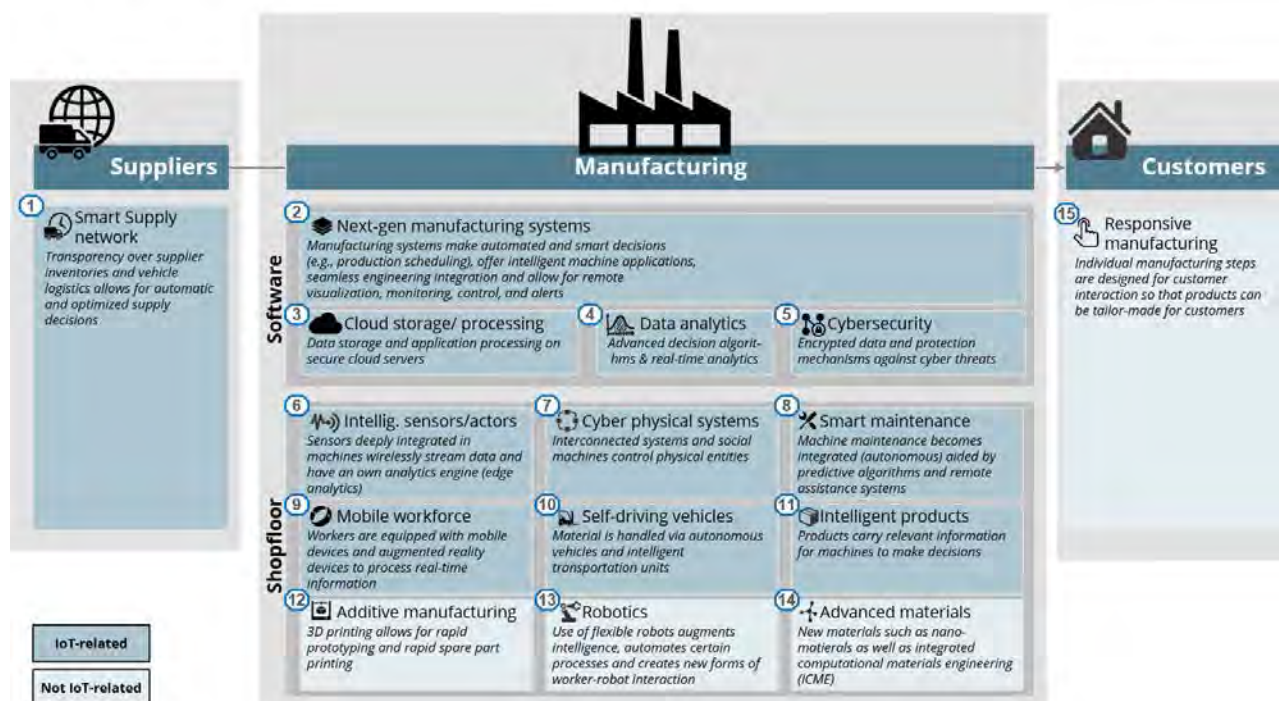 Suppliers
Manufacturing
Customers
1
Smart Supply
network
Transparency over supplier
inventories and vehicle
logistics allows for automatic
and optimized supply
decisions
Software
2
Next-gen manufacturing systems
Manufacturing systems make automated and smart decisions
(e.g., production scheduling), offer intelligent machine applications,
seamless engineering integration and allow for remote
visualization, monitoring, control, and alerts
3
Cloud storage/ processing
Data storage and application processing on
secure cloud servers
4
Data analytics
Advanced decision algorit-
hms & real-time analytics
5
Cybersecurity
Encrypted data and protection
mechanisms against cyber threats
Shopfloor
6
Intellig. sensors/actors
Sensors deeply integrated in
machines wirelessly stream data and
have an own analytics engine (edge
analytics)
7
Cyber physical systems
Interconnected systems and social
machines control physical entities
8
Smart maintenance
Machine maintenance becomes
integrated (autonomous) aided by
predictive algorithms and remote
assistance systems
9
Mobile workforce
Workers are equipped with mobile
devices and augmented reality
devices to process real-time
information
10
Self-driving vehicles
Material is handled via autonomous
vehicles and intelligent
transportation units
11
Intelligent products
Products carry relevant information
for machines to make decisions
12
Additive manufacturing
3D printing allows for rapid
prototyping and rapid spare part
printing
13
Robotics
Use of flexible robots augments
intelligence, automates certain
processes and creates new forms of
worker-robot interaction
14
Advanced materials
New materials such as nano-
matierals as well as integrated
computational materials engineering
(ICME)
15
Responsive
manufacturing
Individual manufacturing steps
are designed for customer
interaction so that products can
be tailor-made for customers
IoT-related
Not IoT-related